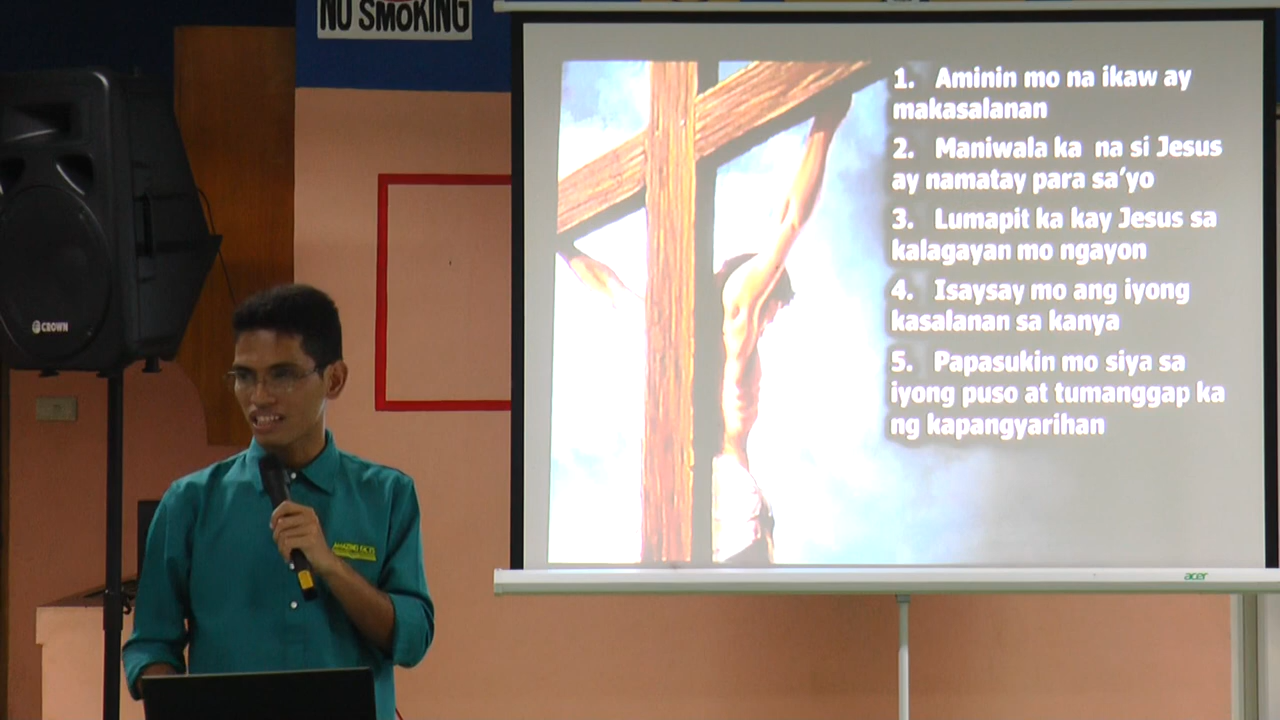 NO SMOKING
1. Aminin mo na ikaw ay
makasalanan
2. Maniwala ka na si Jesus
ay namatay para sa'yo
3. Lumapit ka kay Jesus sa
kalagayan mo ngayon
4. Isaysay mo ang iyong
kasalanan sa kanya
5. Papasukin mo siya sa
iyong puso at tumanggap ka
ng kapangyarihan
CROWN
AMAZING FACTS
acer